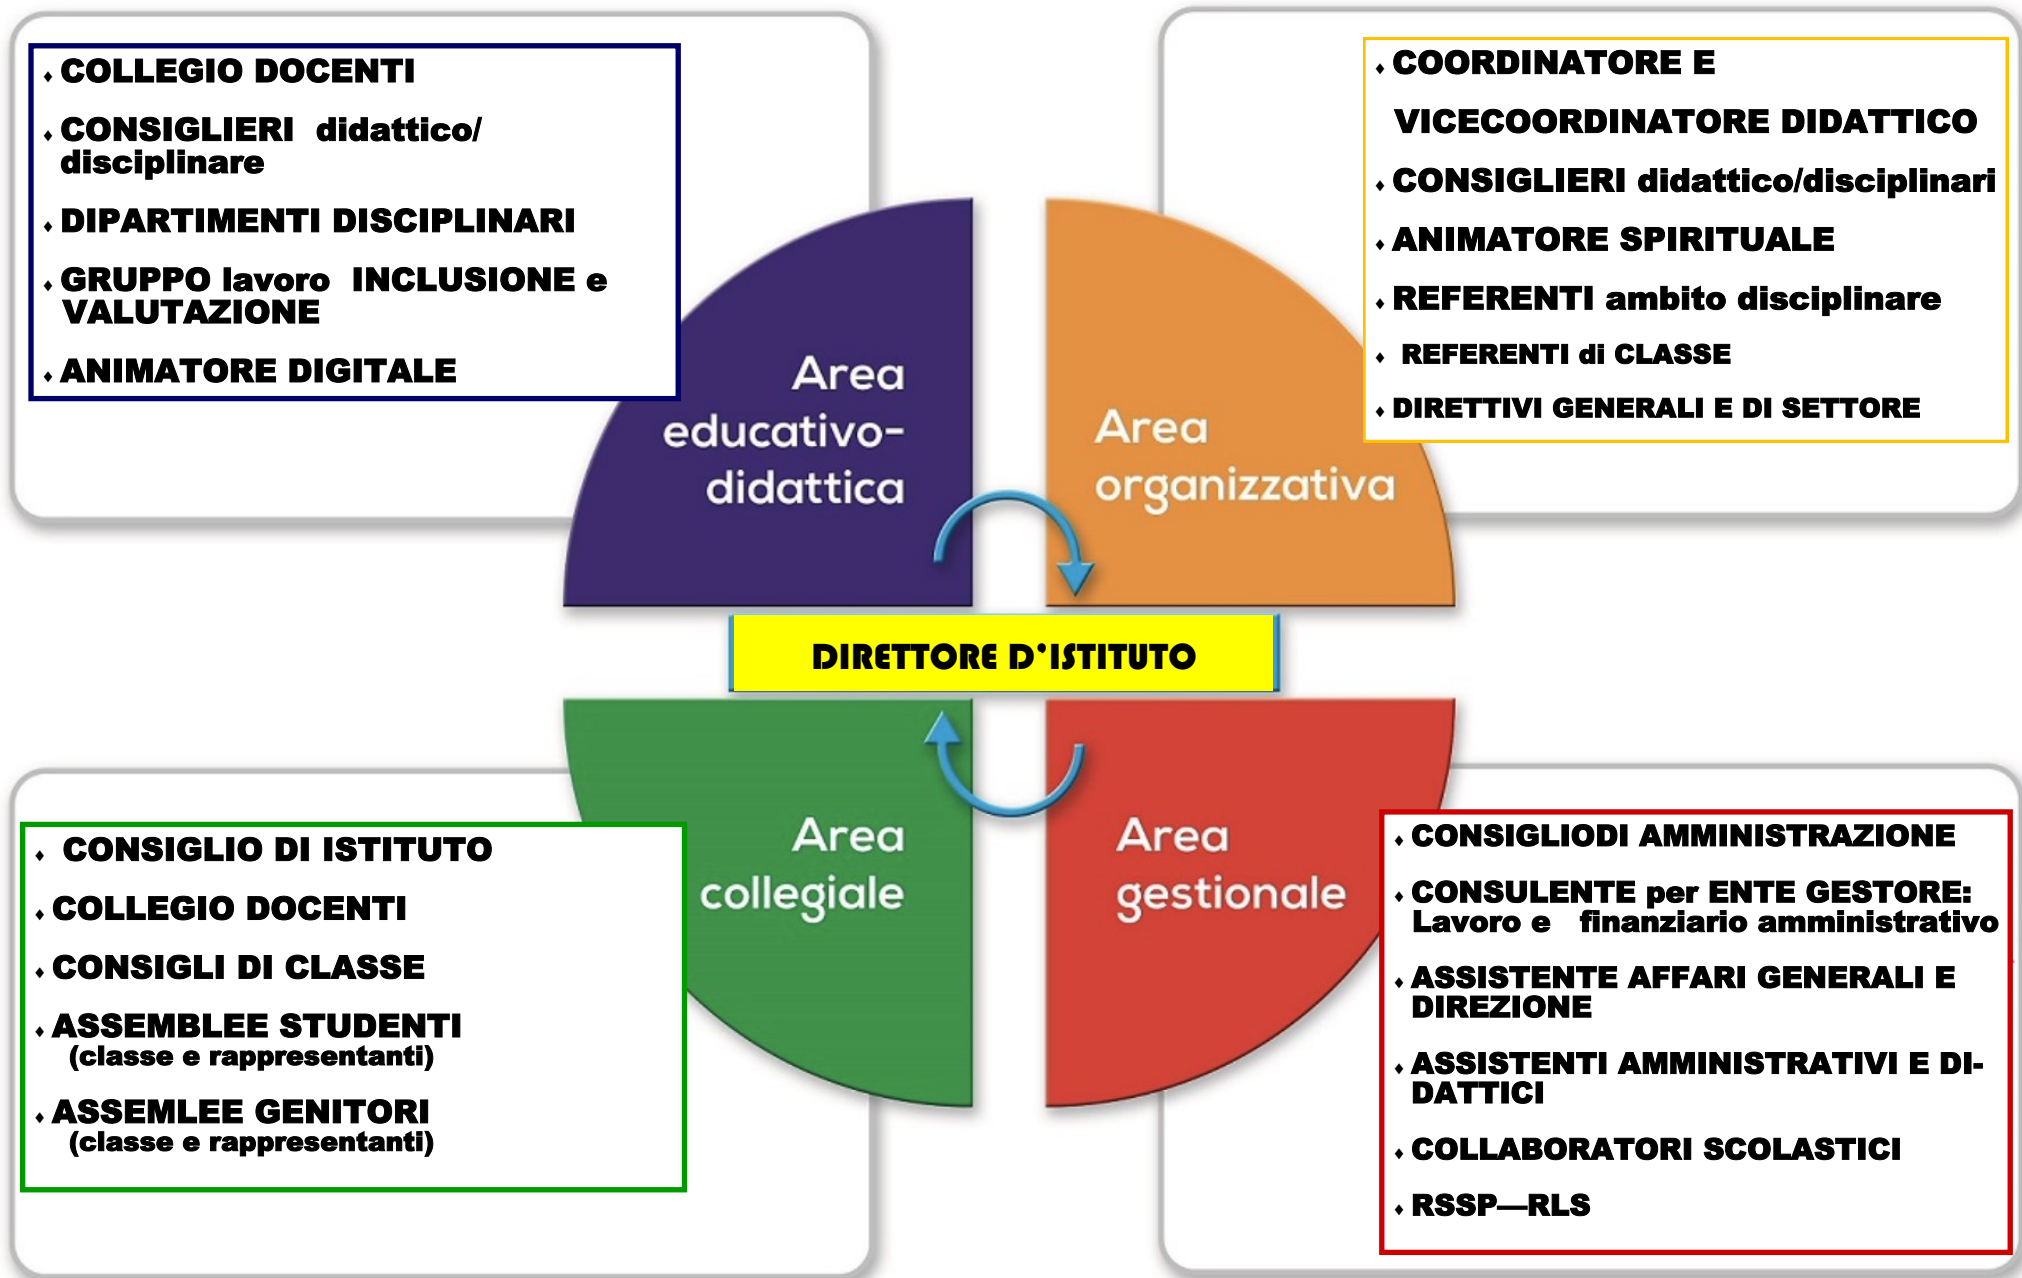 COLLEGIO DOCENTI
CONSIGLIERI didattico/
disciplinare
DIPARTIMENTI DISCIPLINARI
GRUPPO lavoro INCLUSIONE e
VALUTAZIONE
ANIMATORE DIGITALE
Area
educativo-
didattica
COORDINATORE E
VICECOORDINATORE DIDATTICO
CONSIGLIERI didattico/disciplinari
ANIMATORE SPIRITUALE
REFERENTI ambito disciplinare
REFERENTI di CLASSE
DIRETTIVI GENERALI E DI SETTORE
Area
organizzativa
DIRETTORE D'ISTITUTO
CONSIGLIO DI ISTITUTO
COLLEGIO DOCENTI
CONSIGLI DI CLASSE
ASSEMBLEE STUDENTI
(classe e rappresentanti)
ASSEMLEE GENITORI
(classe e rappresentanti)
Area
collegiale
Area
gestionale
CONSIGLIODI AMMINISTRAZIONE
CONSULENTE per ENTE GESTORE:
Lavoro e finanziario amministrativo
ASSISTENTE AFFARI GENERALI E
DIREZIONE
ASSISTENTI AMMINISTRATIVI E DI-
DATTICI
COLLABORATORI SCOLASTICI
RSSP—RLS